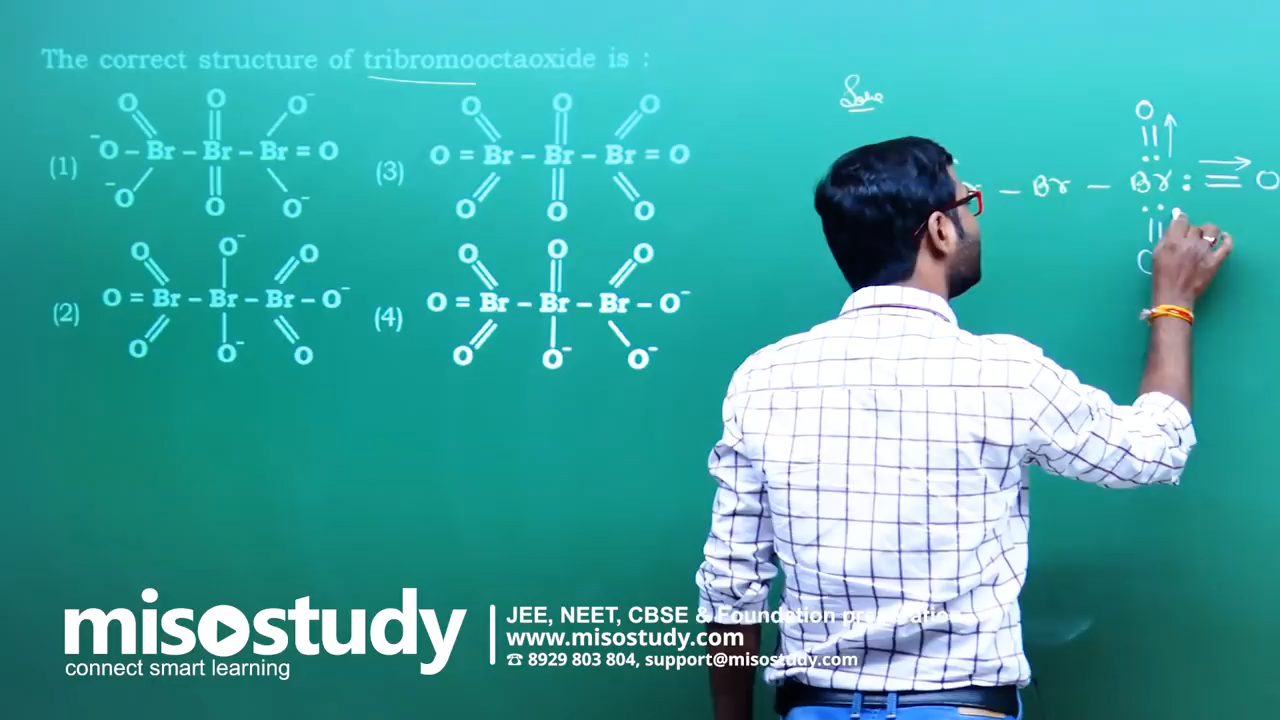 The correct structure of tribromooctaoxide is :
(1)
O O O⁻
⁻O – Br – Br – Br = O
⁻O O O⁻
(2)
O O⁻ O
O = Br – Br – Br – O⁻
O O⁻ O
(3)
O O O
O = Br – Br – Br = O
O O O
(4)
O O O
O = Br – Br – Br – O⁻
O O⁻ O⁻
O
– Br – Br : = O
misostudy
connect smart learning
JEE, NEET, CBSE & Foundation preparation
www.misostudy.com
☎ 8929 803 804, support@misostudy.com